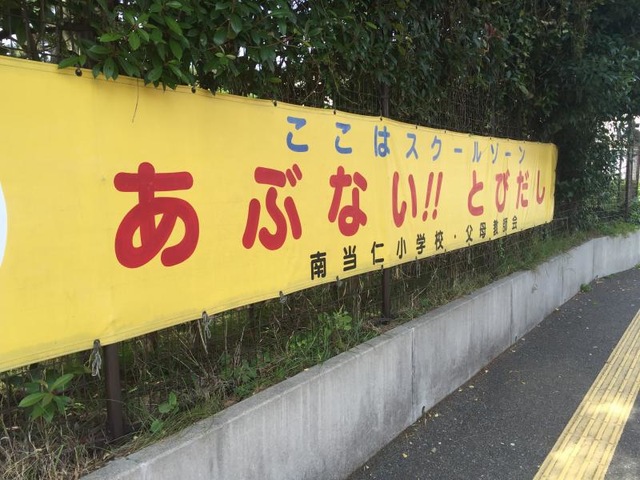 ここはスクールゾーン
あぶない!! とびだし
南当仁小学校・父母教師会